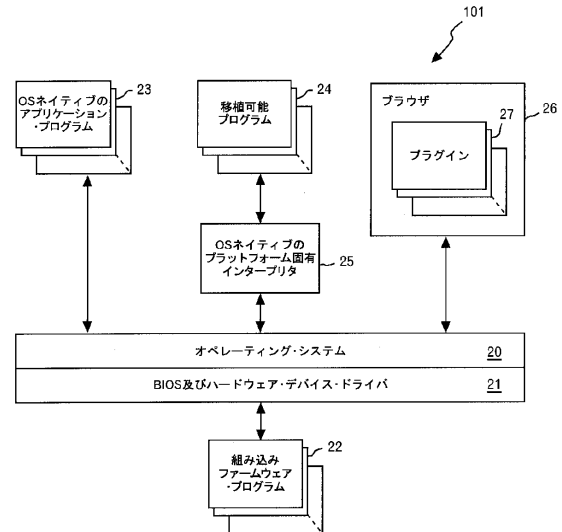 101
OSネイティブの
アプリケーション
・プログラム
23
移植可能
プログラム
24
ブラウザ
26
プラグイン
27
OSネイティブの
プラットフォーム固有
インタープリタ
25
オペレーティング・システム 20
BIOS及びハードウェア・デバイス・ドライバ 21
組み込み
ファームウェア
・プログラム
22